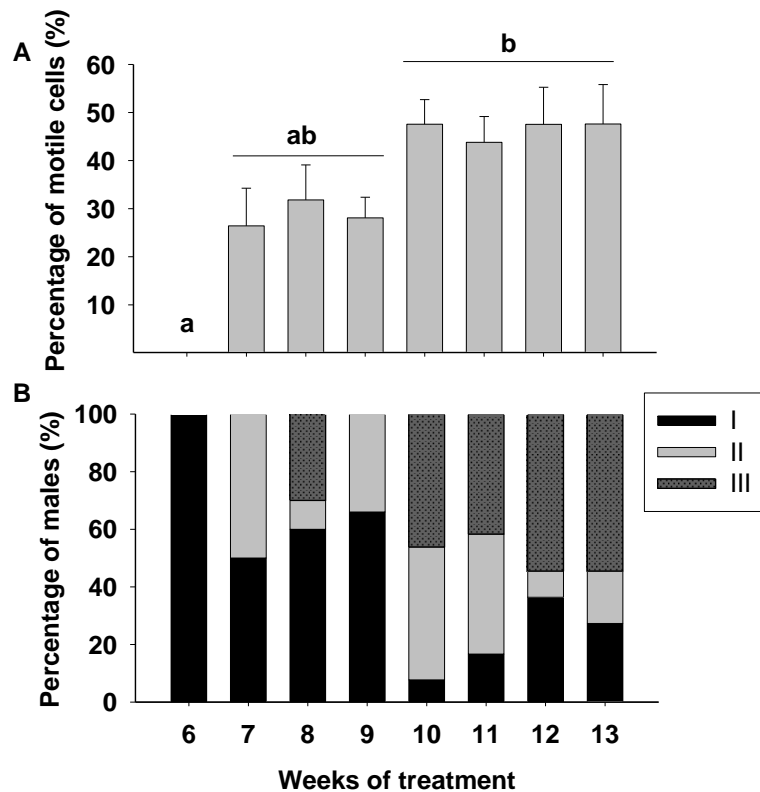 A
Percentage of motile cells (%)
60
50
40
30
20
10
a
ab
b
B
Percentage of males (%)
100
80
60
40
20
0
I
II
III
6 7 8 9 10 11 12 13
Weeks of treatment